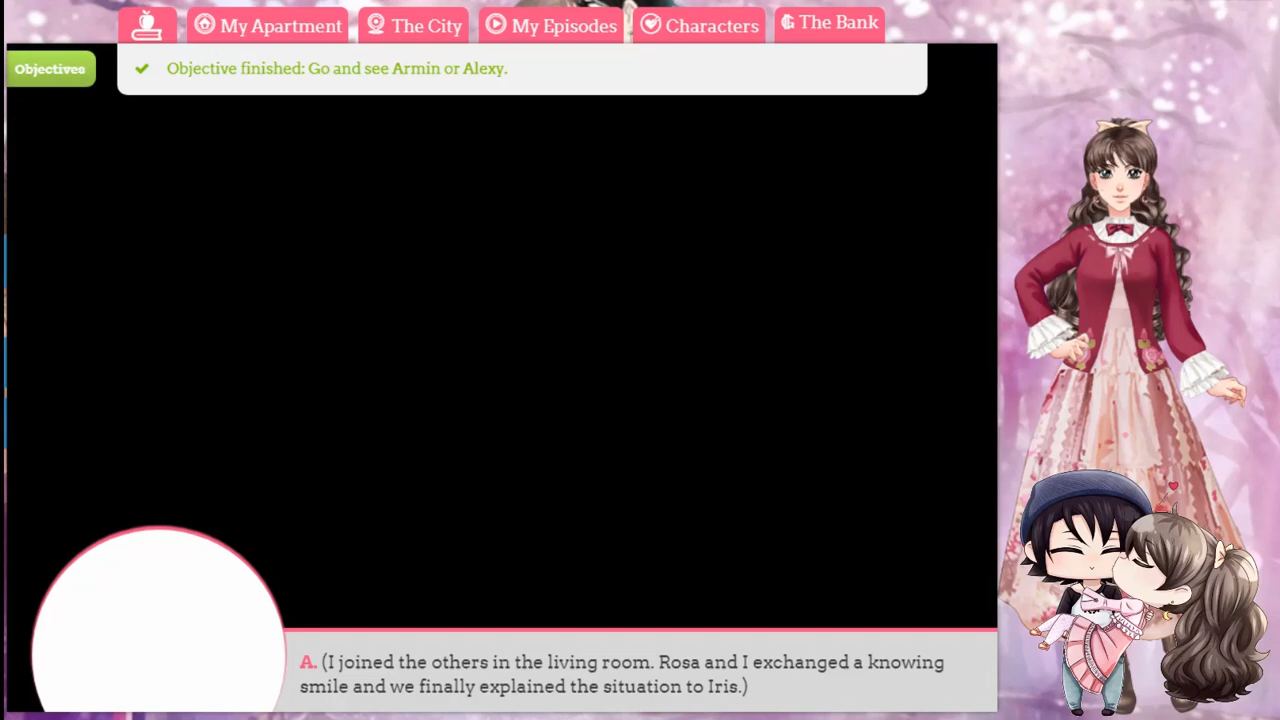 My Apartment
The City
My Episodes
Characters
The Bank
Objectives
Objective finished: Go and see Armin or Alexy.
A. (I joined the others in the living room. Rosa and I exchanged a knowing
smile and we finally explained the situation to Iris.)